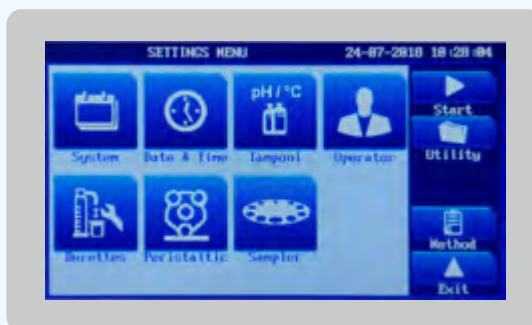 SETTINGS MENU 24-07-2018 10:28:04
pH/°C
System Date & Time Tamponi Operator
Burettes Peristaltic Sampler
Start
Utility
Method
Exit